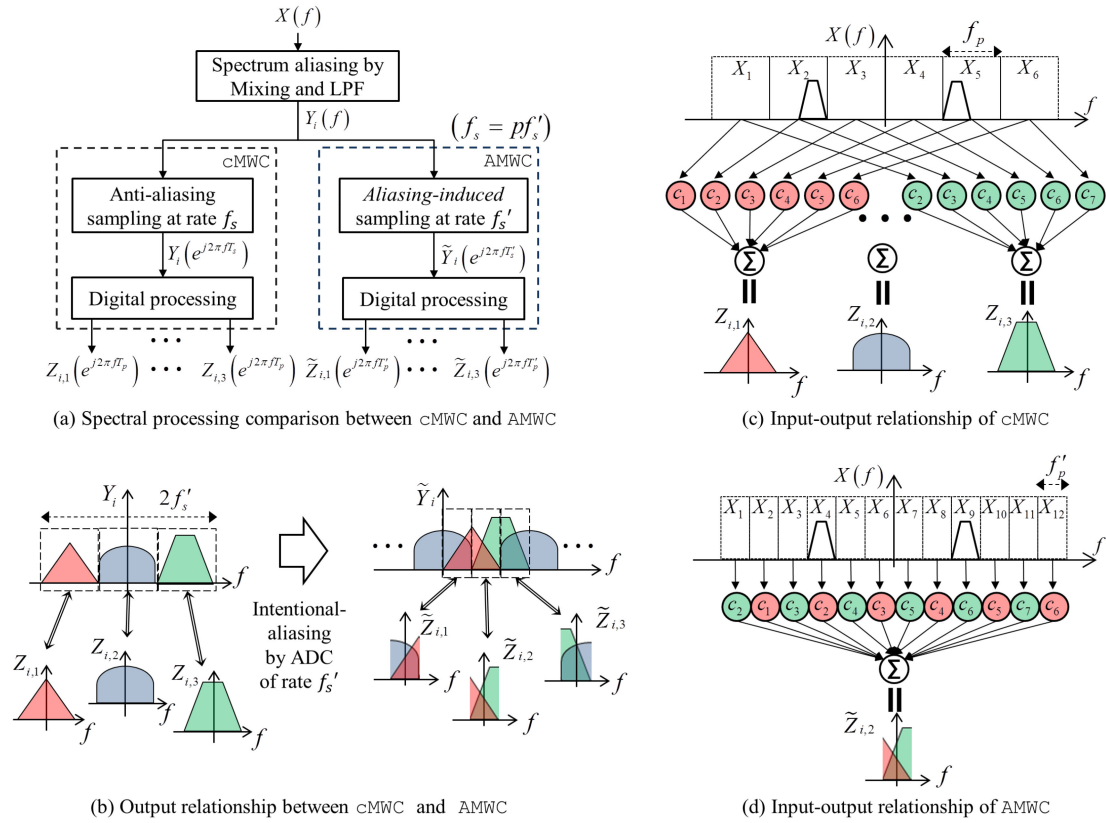 X(f)
Spectrum aliasing by
Mixing and LPF
Y_i(f)
(f_s = pf_s′)
cMWC
AMWC
Anti-aliasing
sampling at rate f_s
Aliasing-induced
sampling at rate f_s′
Y_i(e^{j2πfT_s})
Ỹ_i(e^{j2πfT_s′})
Digital processing
Digital processing
Z_{i,1}(e^{j2πfT_p}) ··· Z_{i,3}(e^{j2πfT_p})
Z̃_{i,1}(e^{j2πfT_p′}) ··· Z̃_{i,3}(e^{j2πfT_p′})
(a) Spectral processing comparison between cMWC and AMWC
Y_i
2f_s′
f
Ỹ_i
f
Intentional-
aliasing
by ADC
of rate f_s′
Z_{i,1}
f
Z_{i,2}
f
Z_{i,3}
f
Z̃_{i,1}
f
Z̃_{i,2}
f
Z̃_{i,3}
f
(b) Output relationship between cMWC and AMWC
X(f)
f_p
X_1 X_2 X_3 X_4 X_5 X_6
f
c_1 c_2 c_3 c_4 c_5 c_6 ··· c_2 c_3 c_4 c_5 c_6 c_7
Σ Σ Σ
Z_{i,1}
f
Z_{i,2}
f
Z_{i,3}
f
(c) Input-output relationship of cMWC
X(f)
f_p′
X_1 X_2 X_3 X_4 X_5 X_6 X_7 X_8 X_9 X_10 X_11 X_12
f
c_2 c_1 c_3 c_2 c_4 c_3 c_5 c_4 c_6 c_5 c_7 c_6
Σ
Z̃_{i,2}
f
(d) Input-output relationship of AMWC